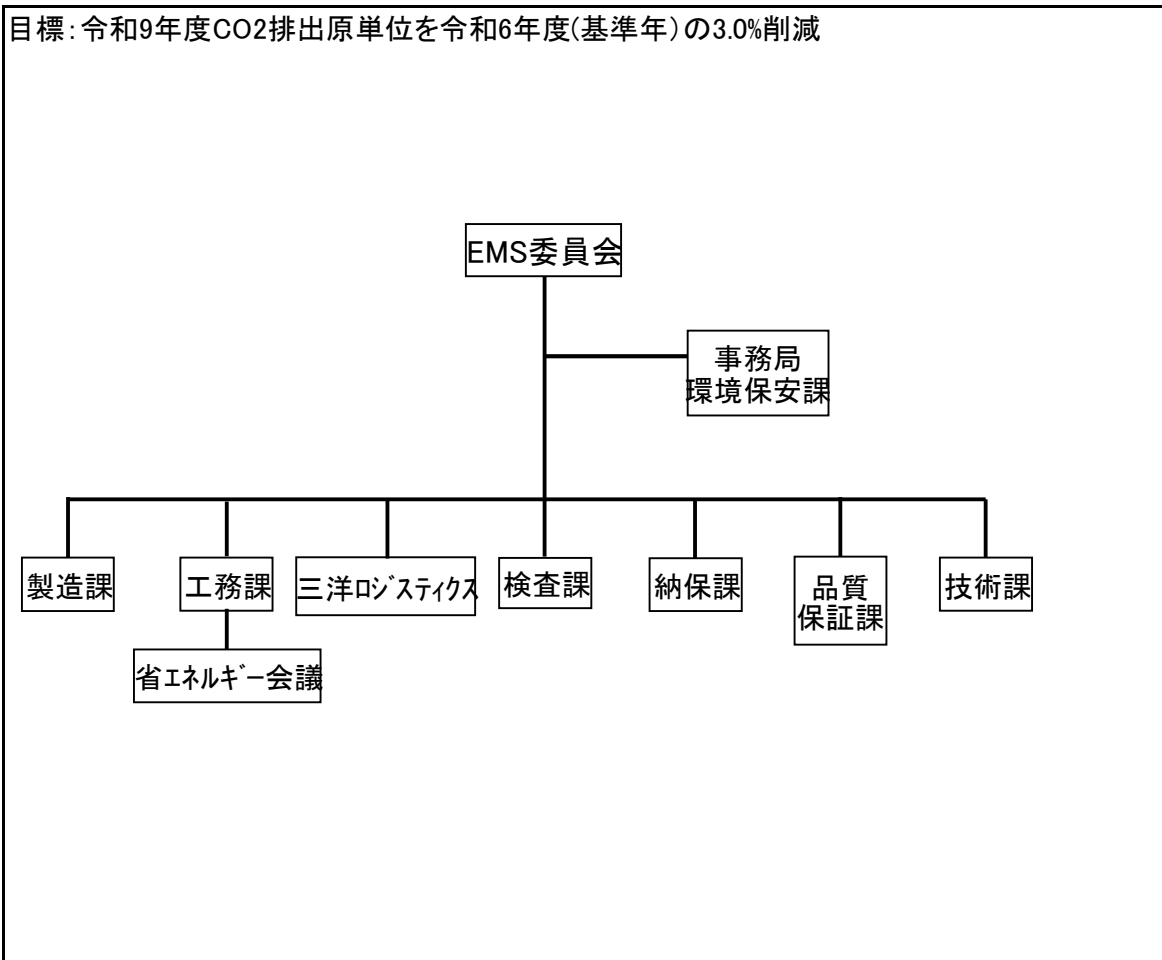 目標:令和9年度CO2排出原単位を令和6年度(基準年)の3.0%削減
EMS委員会
事務局
環境保安課
製造課
工務課
三洋ﾛｼﾞｽティクス
検査課
納保課
品質
保証課
技術課
省ｴﾈﾙｷﾞｰ会議